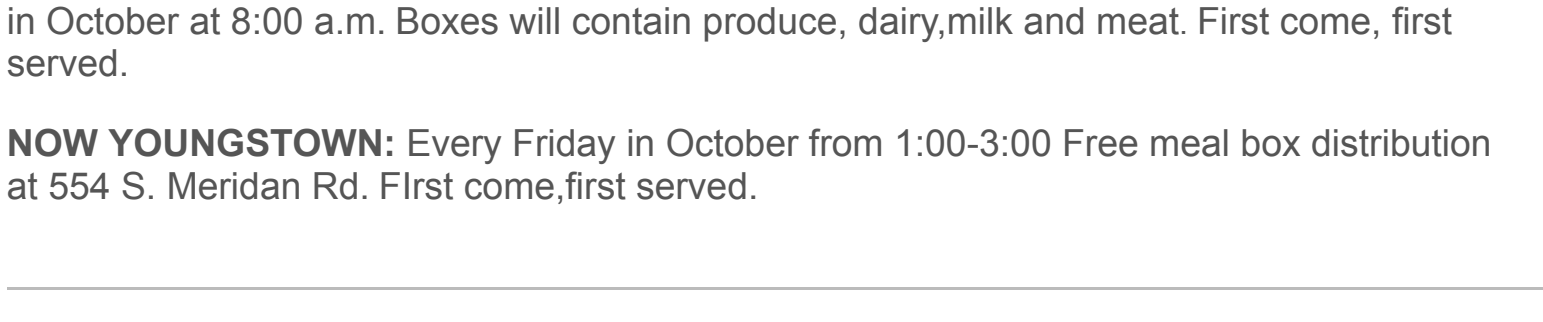 in October at 8:00 a.m. Boxes will contain produce, dairy,milk and meat. First come, first
served.
NOW YOUNGSTOWN: Every Friday in October from 1:00-3:00 Free meal box distribution
at 554 S. Meridan Rd. FIrst come,first served.